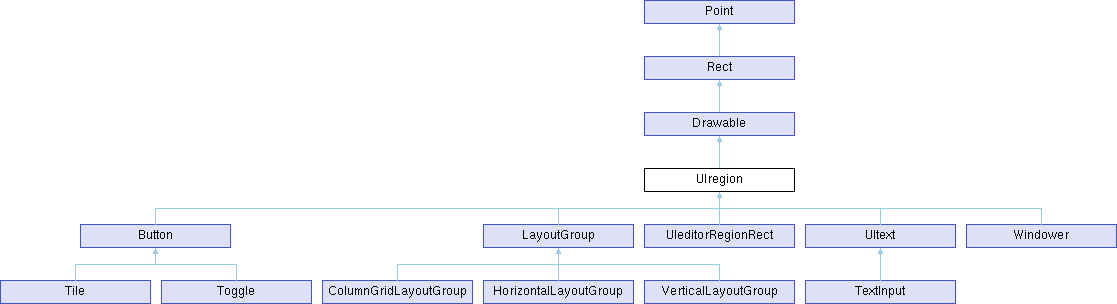 Point
Rect
Drawable
UIregion
Button
LayoutGroup
UIeditorRegionRect
UItext
Windower
Tile
Toggle
ColumnGridLayoutGroup
HorizontalLayoutGroup
VerticalLayoutGroup
TextInput